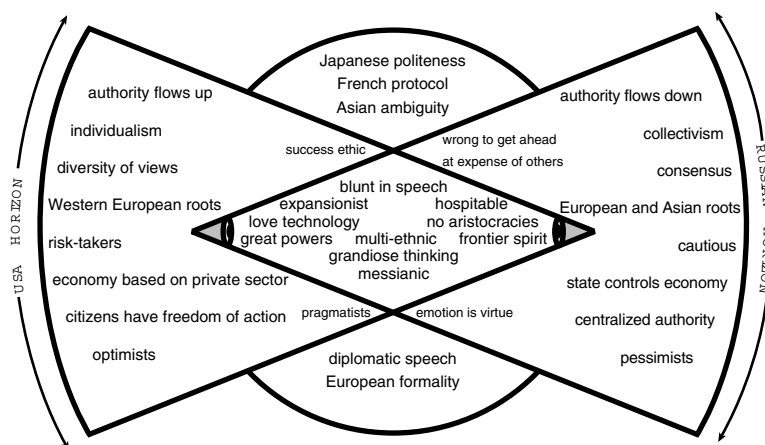 Japanese politeness
French protocol
Asian ambiguity
USA HORIZON
authority flows up
individualism
diversity of views
Western European roots
risk-takers
economy based on private sector
citizens have freedom of action
optimists
success ethic
pragmatists
blunt in speech
expansionist hospitable
love technology no aristocracies
great powers multi-ethnic frontier spirit
grandiose thinking
messianic
wrong to get ahead
at expense of others
emotion is virtue
authority flows down
collectivism
consensus
European and Asian roots
cautious
state controls economy
centralized authority
pessimists
RUSSIAN HORIZON
diplomatic speech
European formality